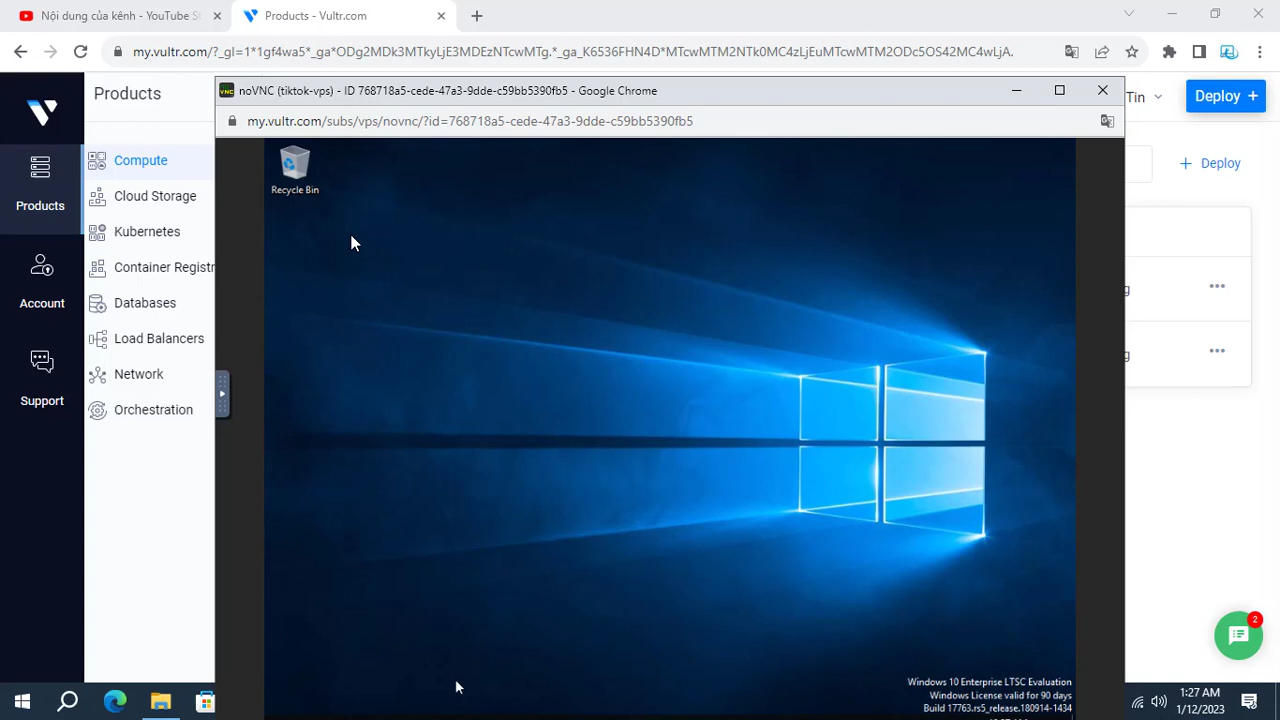 Nội dung của kênh - YouTube S
Products - Vultr.com
my.vultr.com/?_gl=1*1gf4wa5*_ga*ODg2MDk3MTkyLjE3MDEzNTcwMTg.*_ga_K6536FHN4D*MTcwMTM2NTk0MC4zLjEuMTcwMTM2ODc5OS42MC4wLjA.
Products
noVNC (tiktok-vps) - ID 768718a5-cede-47a3-9dde-c59bb5390fb5 - Google Chrome
Tin
Deploy +
my.vultr.com/subs/vps/novnc/?id=768718a5-cede-47a3-9dde-c59bb5390fb5
Compute
Recycle Bin
Deploy
Cloud Storage
Products
Kubernetes
Container Registr
Account
Databases
Load Balancers
Network
Support
Orchestration
2
Windows 10 Enterprise LTSC Evaluation
Windows License valid for 90 days
Build 17763.rs5_release.180914-1434
1:27 AM
1/12/2023